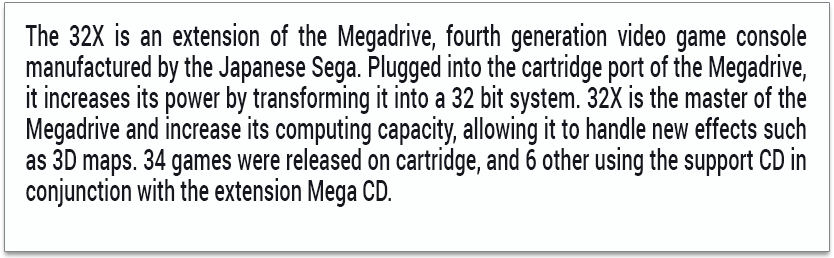 The 32X is an extension of the Megadrive, fourth generation video game console
manufactured by the Japanese Sega. Plugged into the cartridge port of the Megadrive,
it increases its power by transforming it into a 32 bit system. 32X is the master of the
Megadrive and increase its computing capacity, allowing it to handle new effects such
as 3D maps. 34 games were released on cartridge, and 6 other using the support CD in
conjunction with the extension Mega CD.